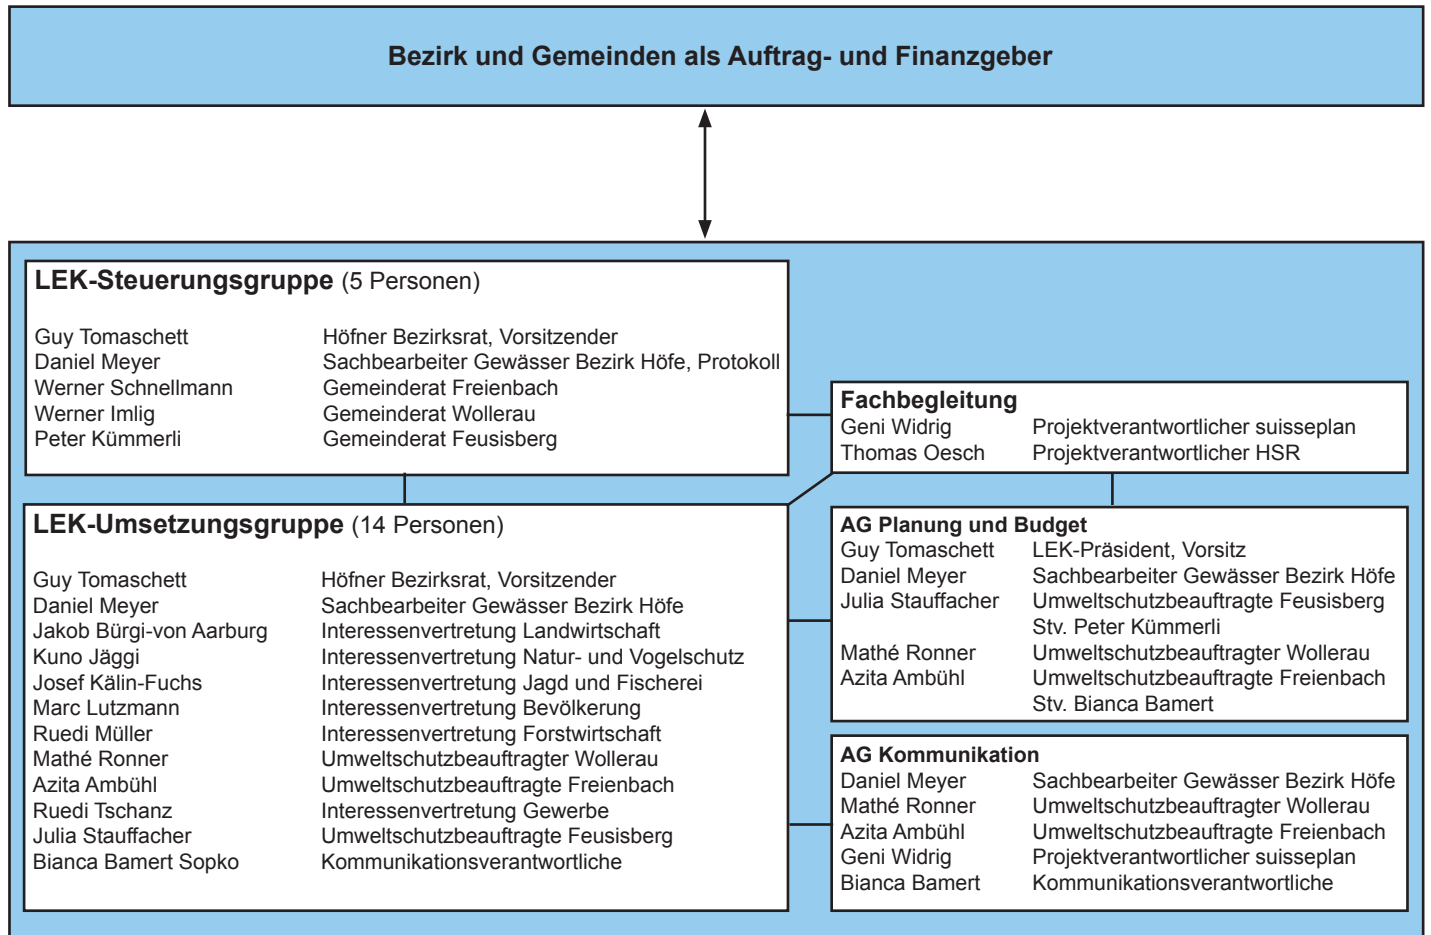 Bezirk und Gemeinden als Auftrag- und Finanzgeber
LEK-Steuerungsgruppe (5 Personen)
Guy Tomaschett Höfner Bezirksrat, Vorsitzender
Daniel Meyer Sachbearbeiter Gewässer Bezirk Höfe, Protokoll
Werner Schnellmann Gemeinderat Freienbach
Werner Imlig Gemeinderat Wollerau
Peter Kümmerli Gemeinderat Feusisberg
Fachbegleitung
Geni Widrig Projektverantwortlicher suisseplan
Thomas Oesch Projektverantwortlicher HSR
LEK-Umsetzungsgruppe (14 Personen)
Guy Tomaschett Höfner Bezirksrat, Vorsitzender
Daniel Meyer Sachbearbeiter Gewässer Bezirk Höfe
Jakob Bürgi-von Aarburg Interessenvertretung Landwirtschaft
Kuno Jäggi Interessenvertretung Natur- und Vogelschutz
Josef Kälin-Fuchs Interessenvertretung Jagd und Fischerei
Marc Lutzmann Interessenvertretung Bevölkerung
Ruedi Müller Interessenvertretung Forstwirtschaft
Mathé Ronner Umweltschutzbeauftragter Wollerau
Azita Ambühl Umweltschutzbeauftragte Freienbach
Ruedi Tschanz Interessenvertretung Gewerbe
Julia Stauffacher Umweltschutzbeauftragte Feusisberg
Bianca Bamert Sopko Kommunikationsverantwortliche
AG Planung und Budget
Guy Tomaschett LEK-Präsident, Vorsitz
Daniel Meyer Sachbearbeiter Gewässer Bezirk Höfe
Julia Stauffacher Umweltschutzbeauftragte Feusisberg
Stv. Peter Kümmerli
Mathé Ronner Umweltschutzbeauftragter Wollerau
Azita Ambühl Umweltschutzbeauftragte Freienbach
Stv. Bianca Bamert
AG Kommunikation
Daniel Meyer Sachbearbeiter Gewässer Bezirk Höfe
Mathé Ronner Umweltschutzbeauftragter Wollerau
Azita Ambühl Umweltschutzbeauftragte Freienbach
Geni Widrig Projektverantwortlicher suisseplan
Bianca Bamert Kommunikationsverantwortliche